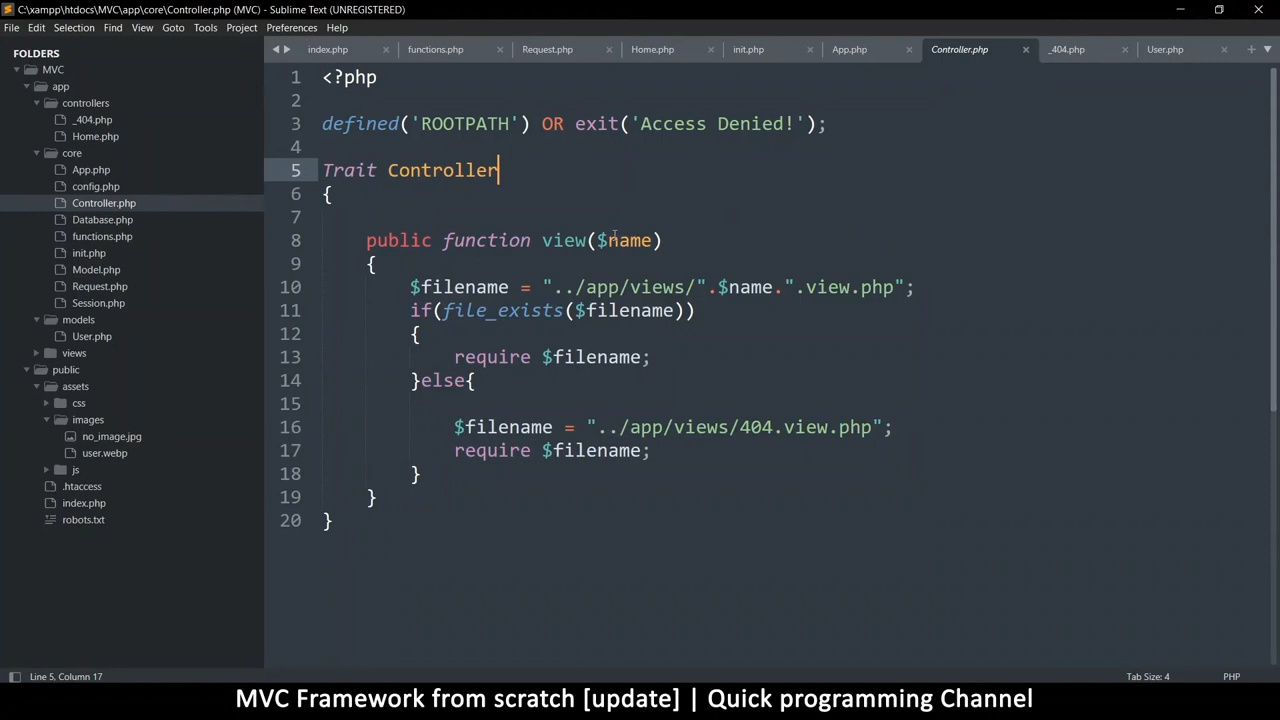 C:\xampp\htdocs\MVC\app\core\Controller.php (MVC) - Sublime Text (UNREGISTERED)
File Edit Selection Find View Goto Tools Project Preferences Help
FOLDERS
MVC
app
controllers
_404.php
Home.php
core
App.php
config.php
Controller.php
Database.php
functions.php
init.php
Model.php
Request.php
Session.php
models
User.php
views
public
assets
css
images
no_image.jpg
user.webp
js
.htaccess
index.php
robots.txt
index.php functions.php Request.php Home.php init.php App.php Controller.php _404.php User.php
1 <?php
2
3 defined('ROOTPATH') OR exit('Access Denied!');
4
5 Trait Controller
6 {
7
8 public function view($name)
9 {
10 $filename = "../app/views/".$name.".view.php";
11 if(file_exists($filename))
12 {
13 require $filename;
14 }else{
15
16 $filename = "../app/views/404.view.php";
17 require $filename;
18 }
19 }
20 }
Line 5, Column 17
Tab Size: 4
PHP
MVC Framework from scratch [update] | Quick programming Channel